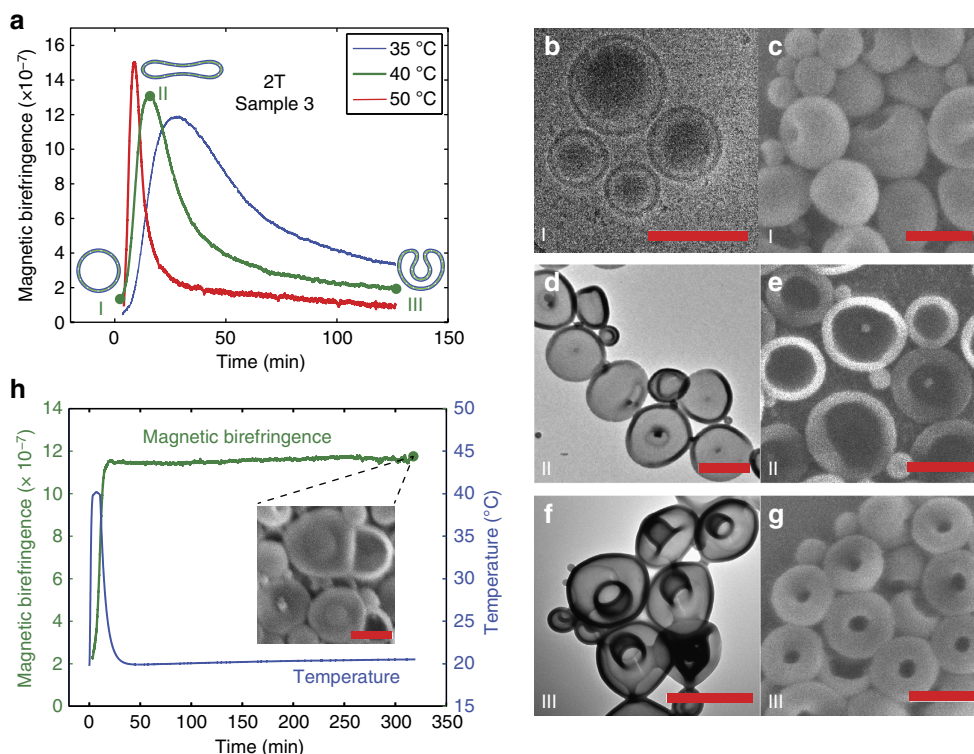 a
16
14
12
10
8
6
4
2
0
Magnetic birefringence (×10⁻⁷)
35 °C
40 °C
50 °C
2T
Sample 3
I
II
III
0
50
100
150
Time (min)
b
I
c
I
d
II
e
II
f
III
g
III
h
14
12
10
8
6
4
2
0
Magnetic birefringence (× 10⁻⁷)
Magnetic birefringence
Temperature
50
45
40
35
30
25
20
15
Temperature (°C)
0
50
100
150
200
250
300
350
Time (min)